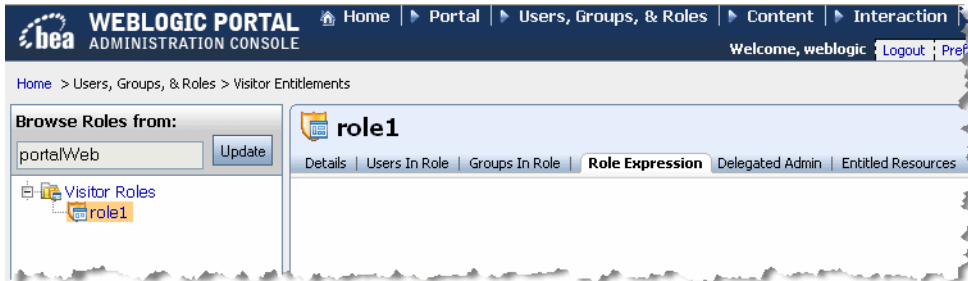 bea WEBLOGIC PORTAL ADMINISTRATION CONSOLE
Home | Portal | Users, Groups, & Roles | Content | Interaction |
Welcome, weblogic Logout Pref
Home > Users, Groups, & Roles > Visitor Entitlements
Browse Roles from:
portalWeb Update
Visitor Roles
role1
role1
Details | Users In Role | Groups In Role | Role Expression Delegated Admin | Entitled Resources